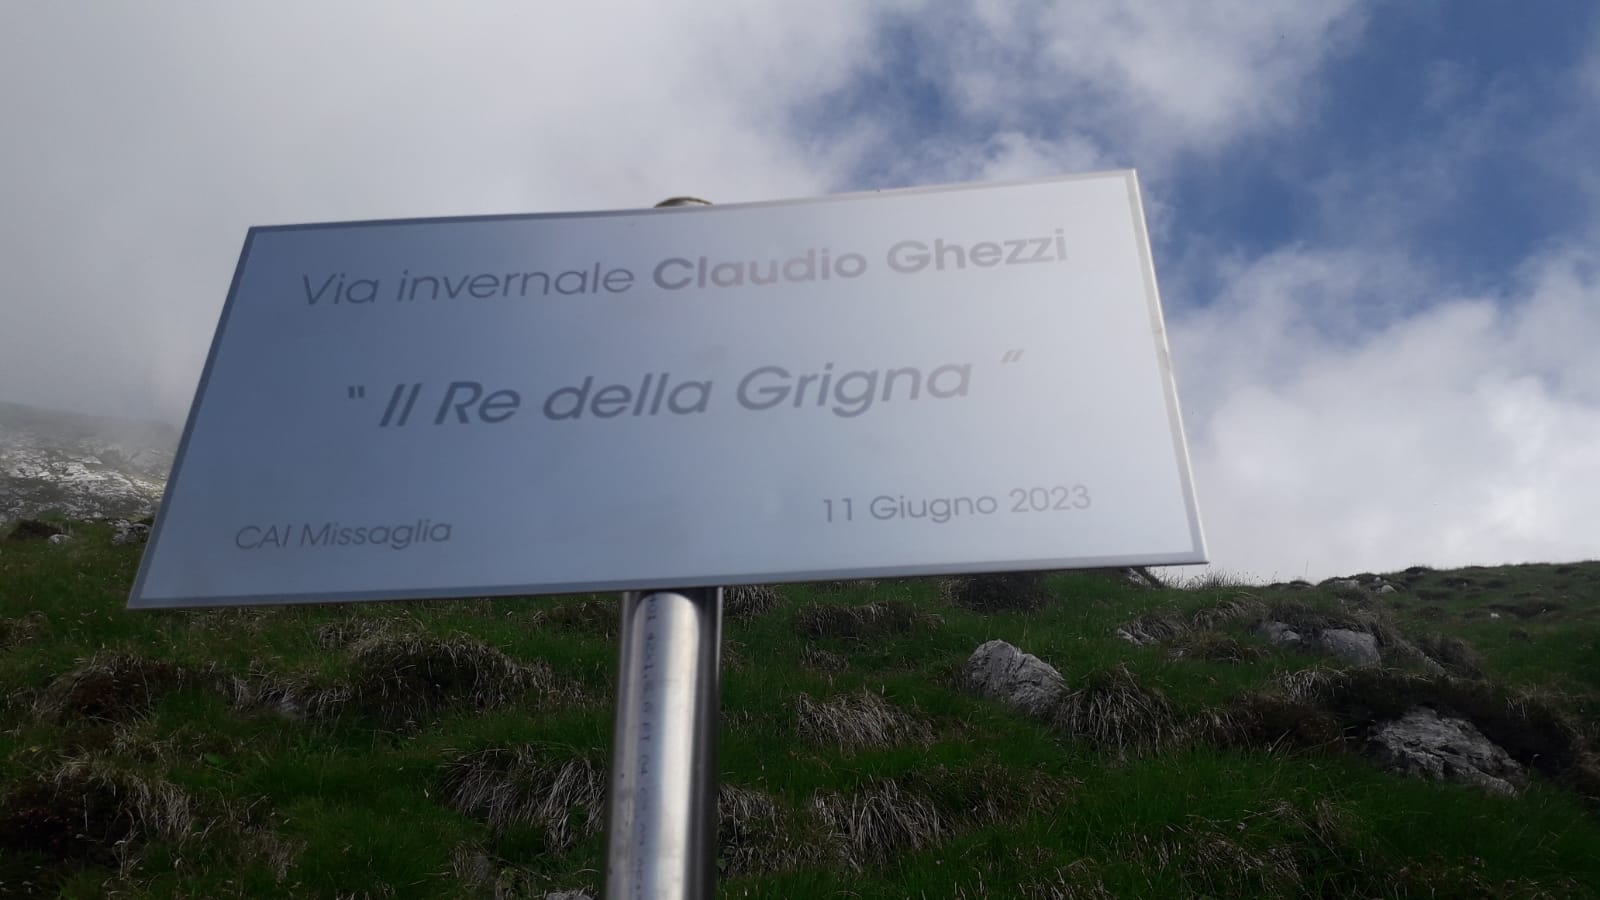 Via invernale Claudio Ghezzi
" Il Re della Grigna "
CAI Missaglia
11 Giugno 2023